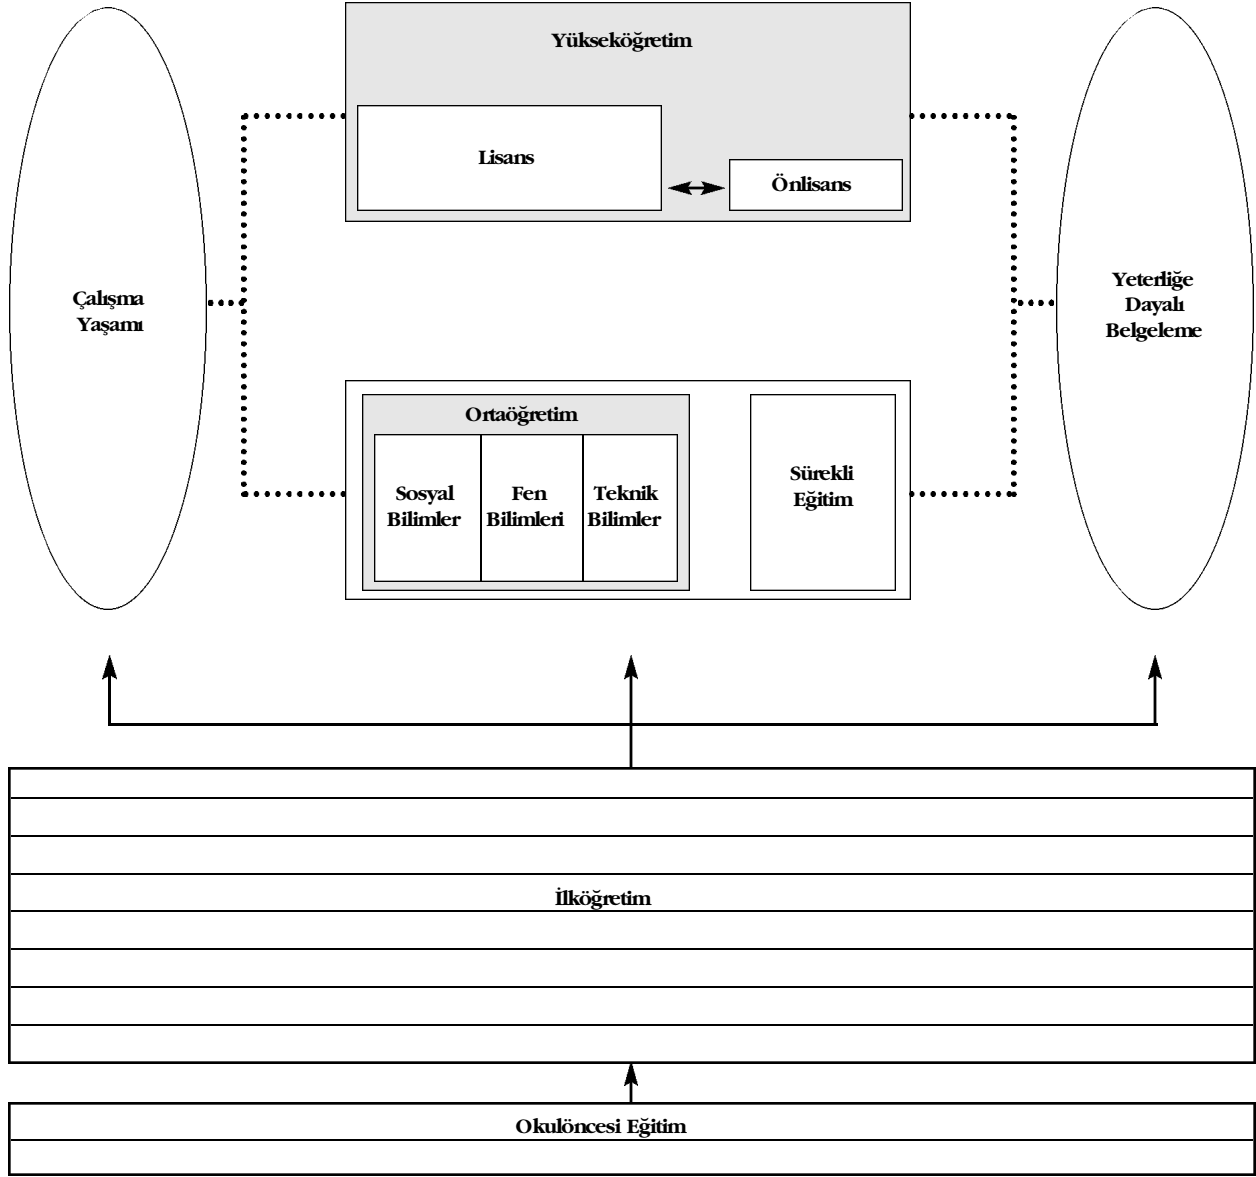 Yükseköğretim
Lisans
Önlisans
Çalışma
Yaşamı
Yeterliğe
Dayalı
Belgeleme
Ortaöğretim
Sosyal
Bilimler
Fen
Bilimleri
Teknik
Bilimler
Sürekli
Eğitim
İlköğretim
Okulöncesi Eğitim